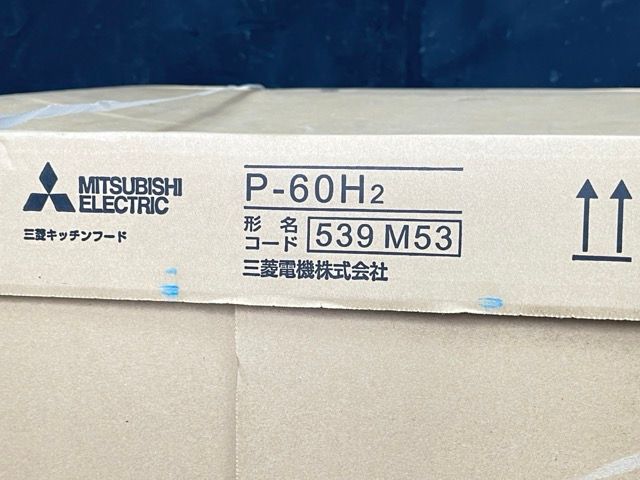 MITSUBISHI
ELECTRIC
三菱キッチンフード
P-60H2
形名
コード 539 M53
三菱電機株式会社